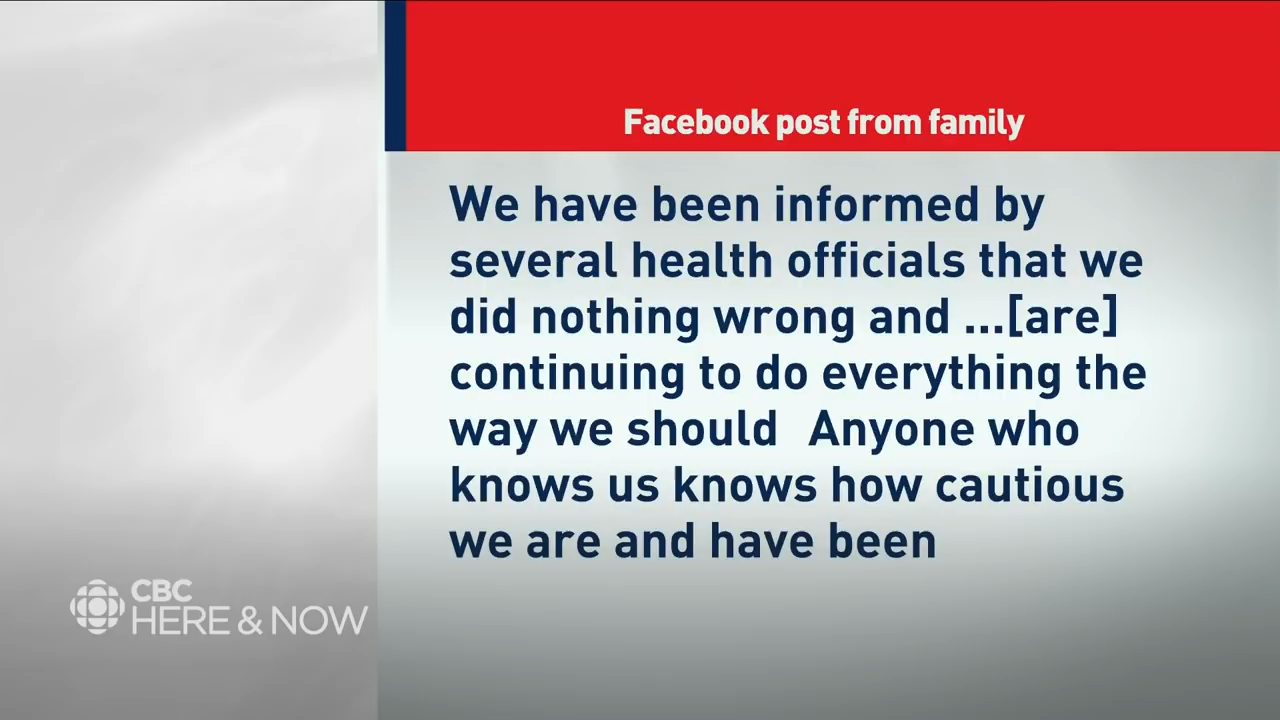 Facebook post from family
We have been informed by
several health officials that we
did nothing wrong and ...[are]
continuing to do everything the
way we should Anyone who
knows us knows how cautious
we are and have been
CBC
HERE & NOW